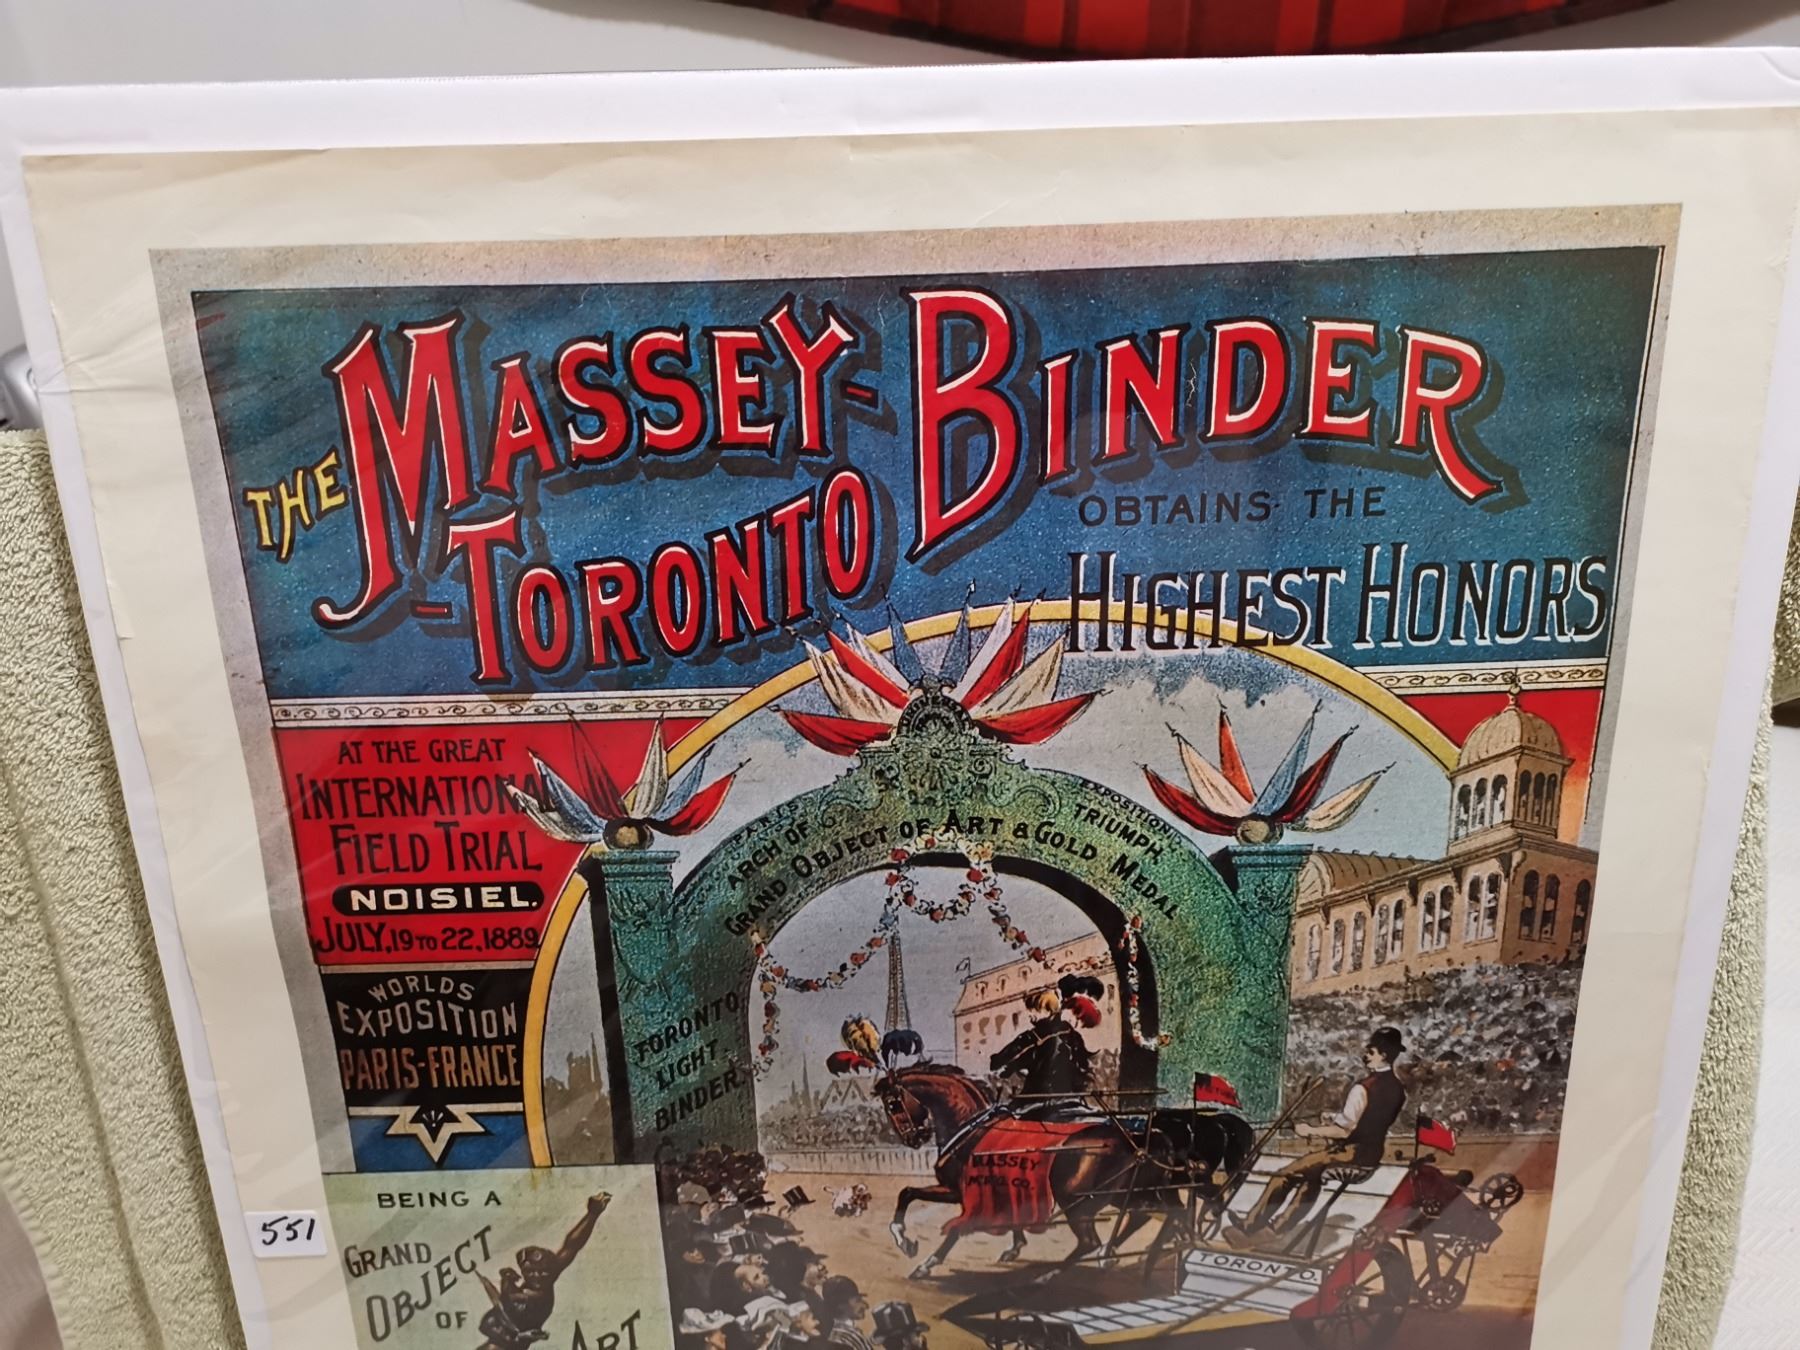 THE MASSEY-
-TORONTO BINDER
OBTAINS THE
HIGHEST HONORS
AT THE GREAT
INTERNATIONAL
FIELD TRIAL
NOISIEL.
JULY, 19 TO 22, 1889
WORLDS
EXPOSITION
PARIS-FRANCE
PARIS EXPOSITION
ARCH OF TRIUMPH
GRAND OBJECT OF ART & GOLD MEDAL
TORONTO
LIGHT
BINDER
MASSEY
MFG. CO.
TORONTO.
BEING A
GRAND
OBJECT
OF
ART
551